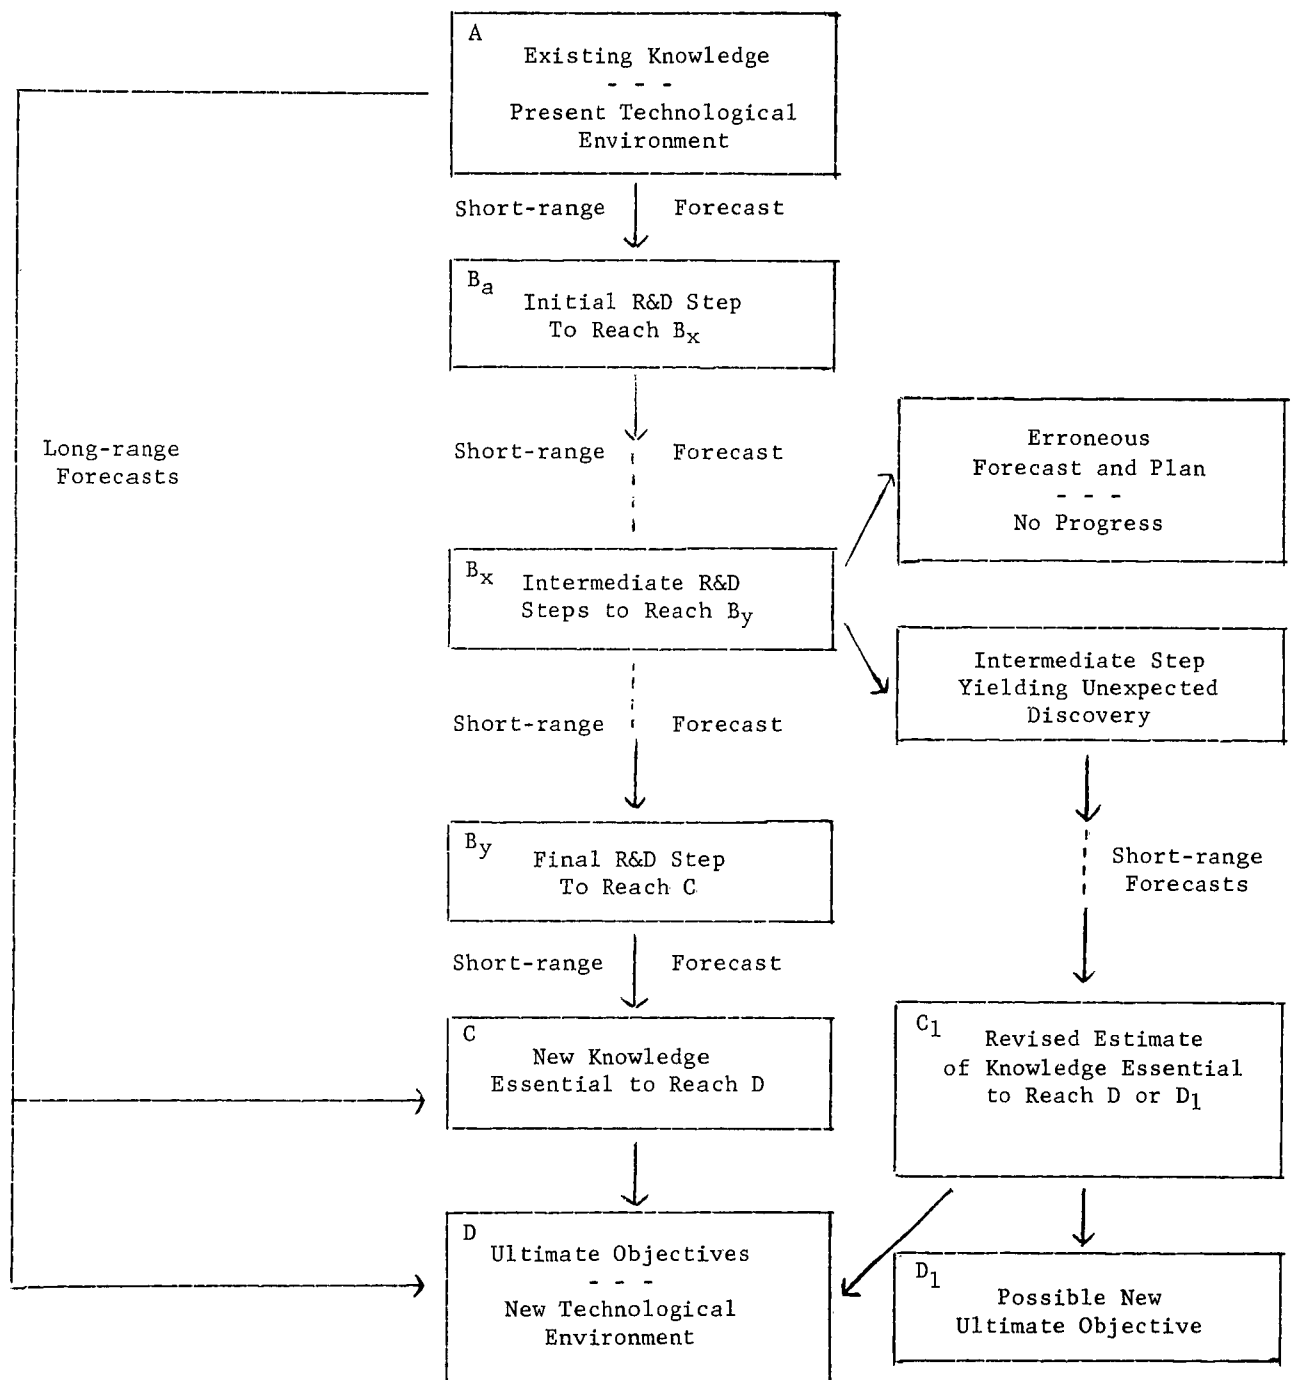 A
Existing Knowledge
- - -
Present Technological
Environment
Short-range Forecast
Ba
Initial R&D Step
To Reach Bx
Short-range Forecast
Long-range
Forecasts
Erroneous
Forecast and Plan
- - -
No Progress
Bx
Intermediate R&D
Steps to Reach By
Intermediate Step
Yielding Unexpected
Discovery
Short-range Forecast
By
Final R&D Step
To Reach C
Short-range
Forecasts
Short-range Forecast
C
New Knowledge
Essential to Reach D
C1
Revised Estimate
of Knowledge Essential
to Reach D or D1
D
Ultimate Objectives
- - -
New Technological
Environment
D1
Possible New
Ultimate Objective